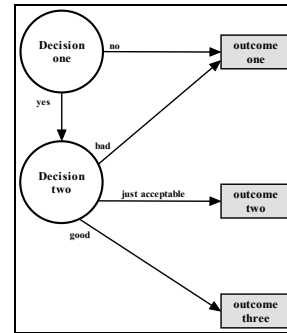 Decision
one
no
outcome
one
yes
bad
Decision
two
just acceptable
outcome
two
good
outcome
three